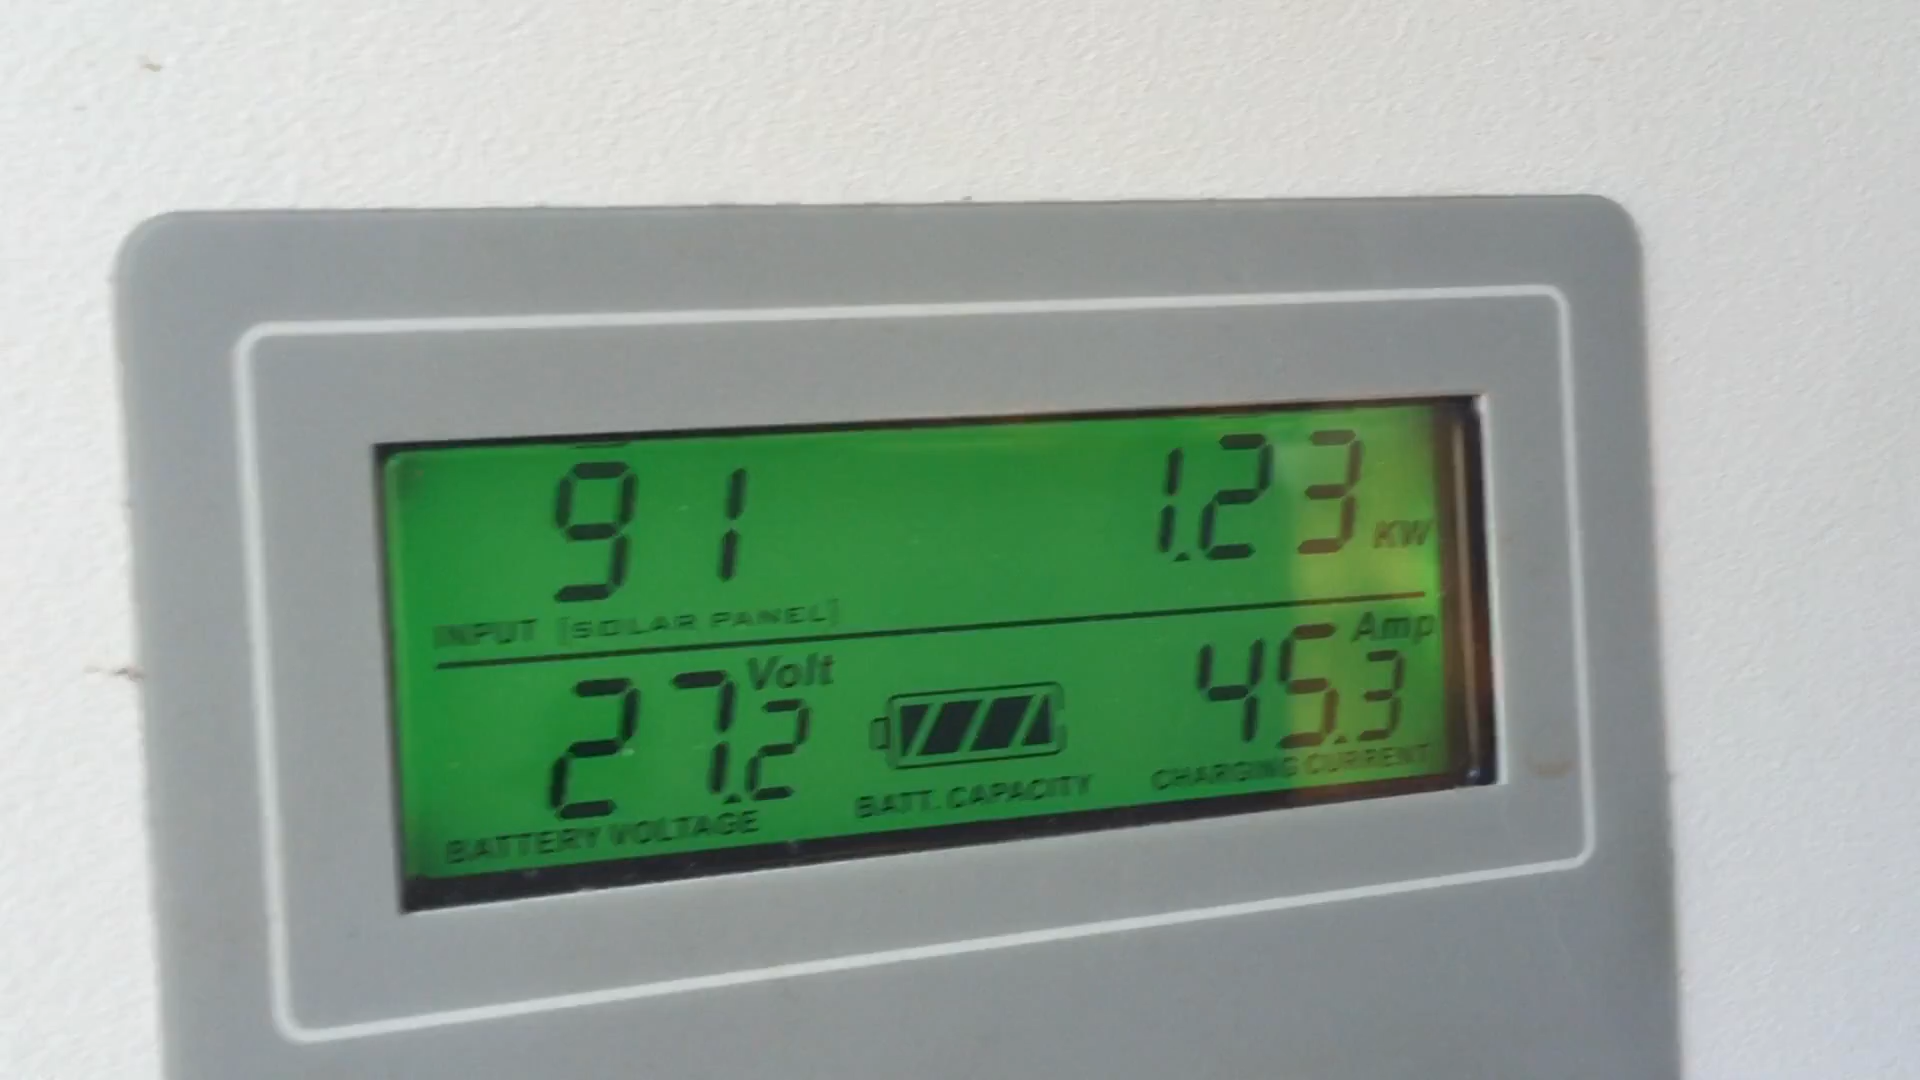 91 1.23 KW
INPUT [SOLAR PANEL]
27.2 Volt 45.3 Amp
BATTERY VOLTAGE BATT. CAPACITY CHARGING CURRENT